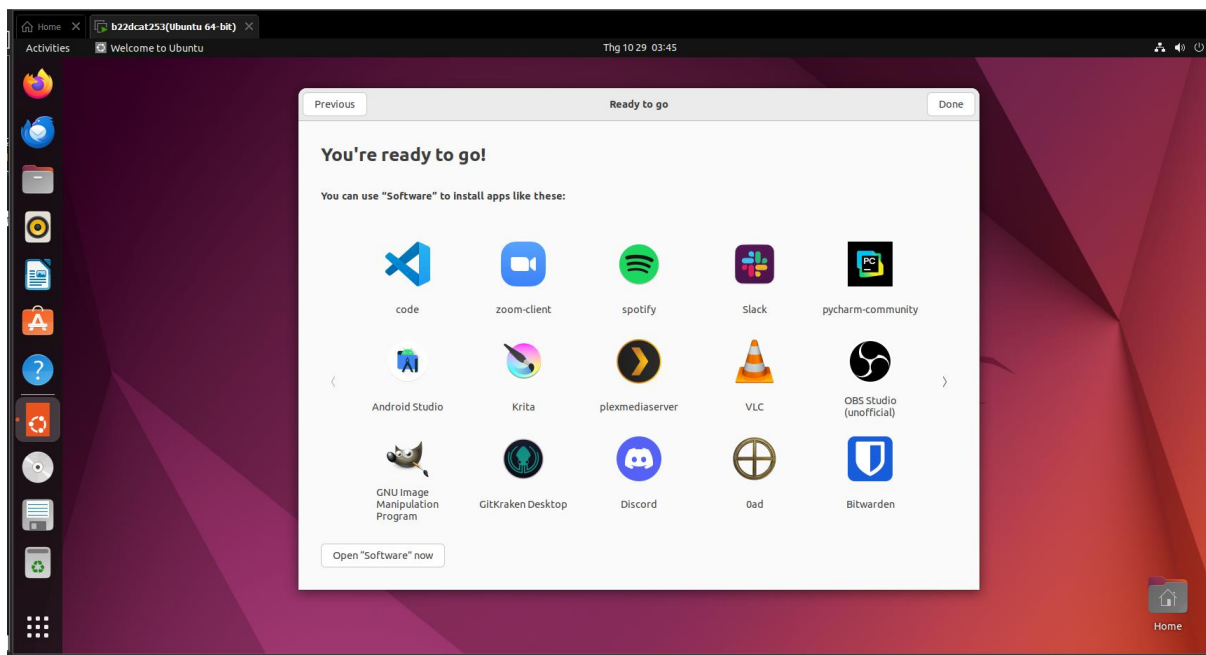 Home
b22dcat253(Ubuntu 64-bit)
Activities
Welcome to Ubuntu
Thg 10 29 03:45
Previous
Ready to go
Done
You're ready to go!
You can use "Software" to install apps like these:
code
zoom-client
spotify
Slack
PC
pycharm-community
Android Studio
Krita
plexmediaserver
VLC
OBS Studio
(unofficial)
GNU Image
Manipulation
Program
GitKraken Desktop
Discord
0ad
Bitwarden
Open "Software" now
Home